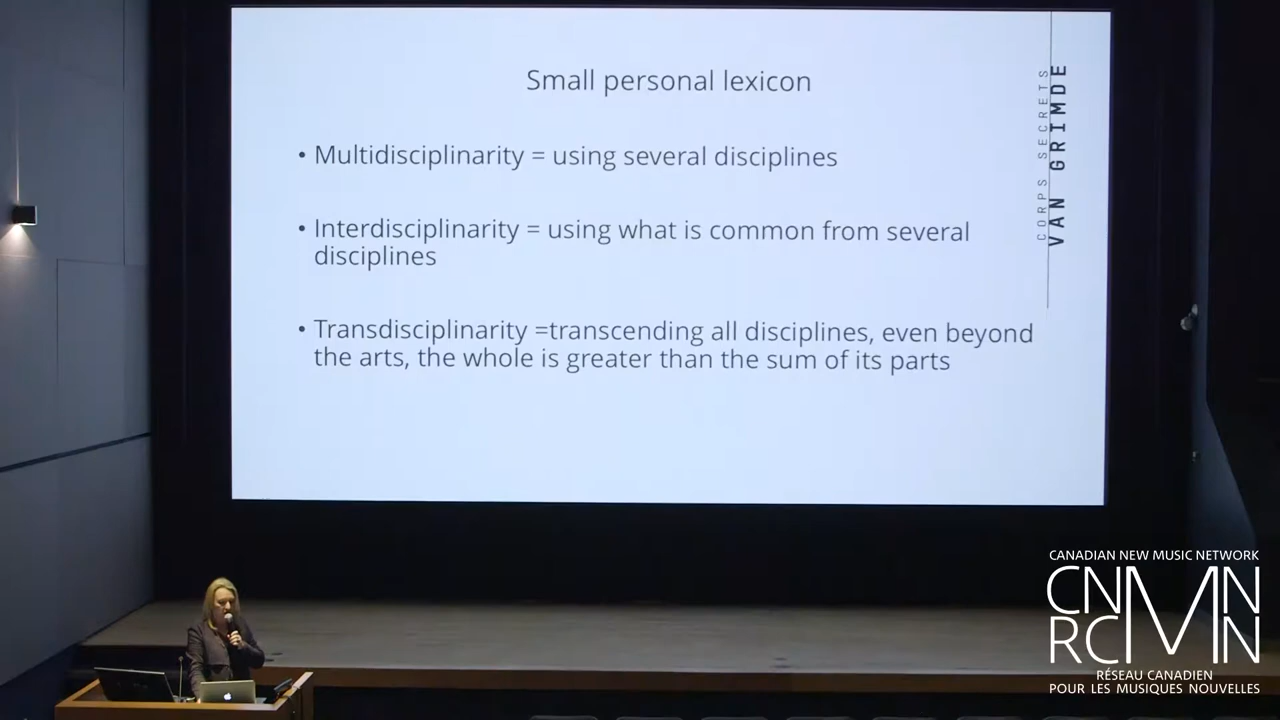 Small personal lexicon
• Multidisciplinarity = using several disciplines
• Interdisciplinarity = using what is common from several
disciplines
• Transdisciplinarity =transcending all disciplines, even beyond
the arts, the whole is greater than the sum of its parts
CORPS SECRETS
VAN GRIMDE
CANADIAN NEW MUSIC NETWORK
CNMN
RCMN
RÉSEAU CANADIEN
POUR LES MUSIQUES NOUVELLES